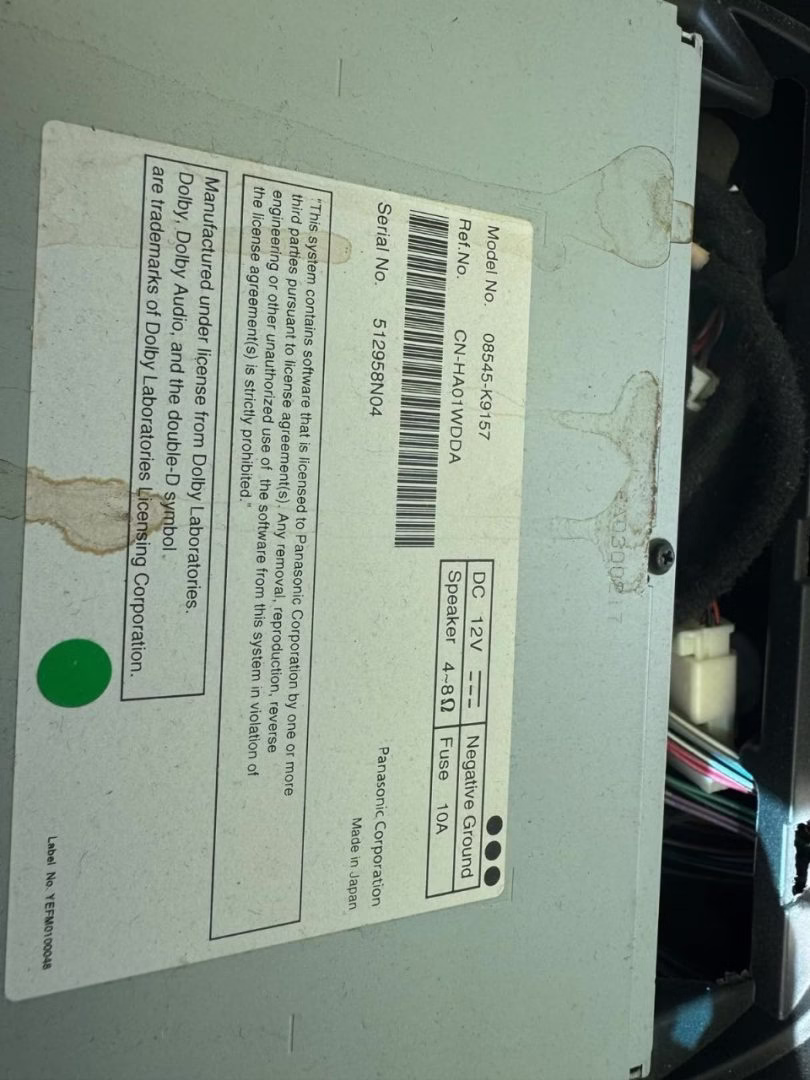 Model No. 08545-K9157
Ref.No. CN-HA01WDDA
Serial No. 512958N04
DC 12V
Negative Ground
Speaker 4~8Ω
Fuse 10A
Panasonic Corporation
Made in Japan
"This system contains software that is licensed to Panasonic Corporation by one or more
third parties pursuant to license agreement(s). Any removal, reproduction, reverse
engineering or other unauthorized use of the software from this system in violation of
the license agreement(s) is strictly prohibited."
Manufactured under license from Dolby Laboratories.
Dolby, Dolby Audio, and the double-D symbol
are trademarks of Dolby Laboratories Licensing Corporation.
Label No. YEFM0100048